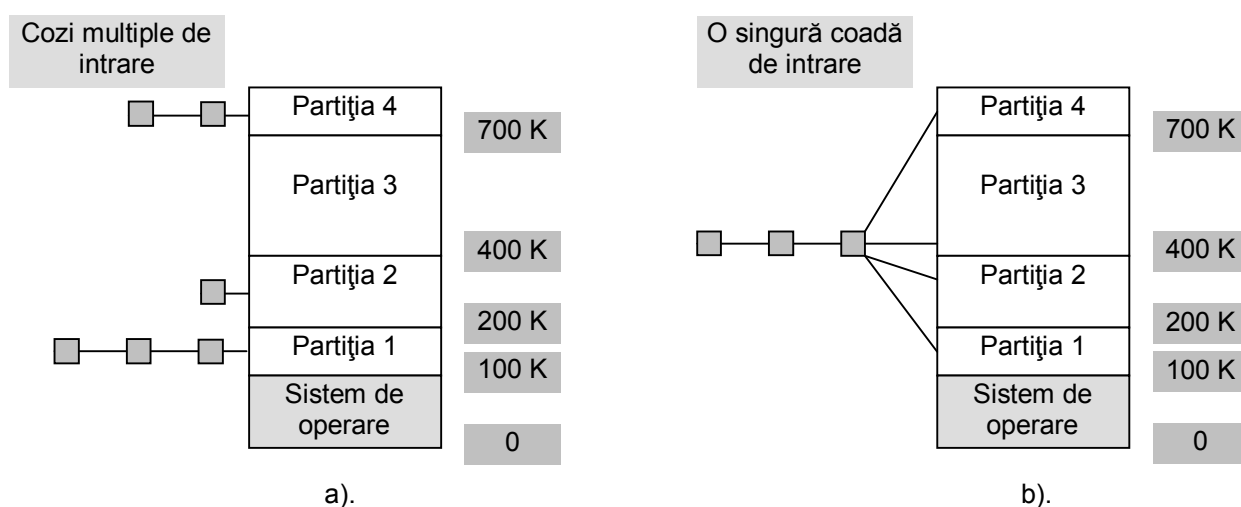 Cozi multiple de
intrare
Partiţia 4
700 K
Partiţia 3
400 K
Partiţia 2
200 K
Partiţia 1
100 K
Sistem de
operare
0
a).
O singură coadă
de intrare
Partiţia 4
700 K
Partiţia 3
400 K
Partiţia 2
200 K
Partiţia 1
100 K
Sistem de
operare
0
b).